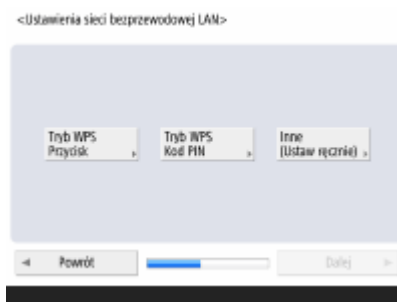 <Ustawienia sieci bezprzewodowej LAN>
Tryb WPS
Przycisk
Tryb WPS
Kod PIN
Inne
(Ustaw ręcznie)
Powrót
Dalej